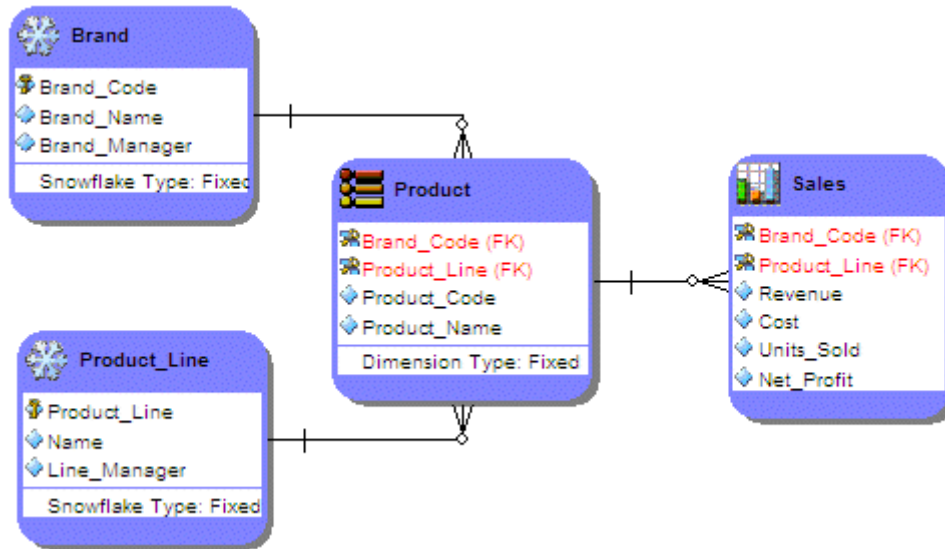 Brand
Brand_Code
Brand_Name
Brand_Manager
Snowflake Type: Fixed
Product_Line
Product_Line
Name
Line_Manager
Snowflake Type: Fixed
Product
Brand_Code (FK)
Product_Line (FK)
Product_Code
Product_Name
Dimension Type: Fixed
Sales
Brand_Code (FK)
Product_Line (FK)
Revenue
Cost
Units_Sold
Net_Profit